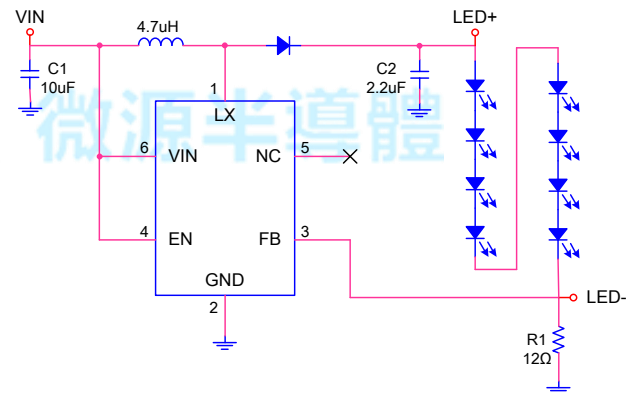 VIN
4.7uH
LED+
C1
10uF
C2
2.2uF
1
LX
微源半導體
6
VIN
NC
5
4
EN
FB
3
GND
2
LED-
R1
12Ω